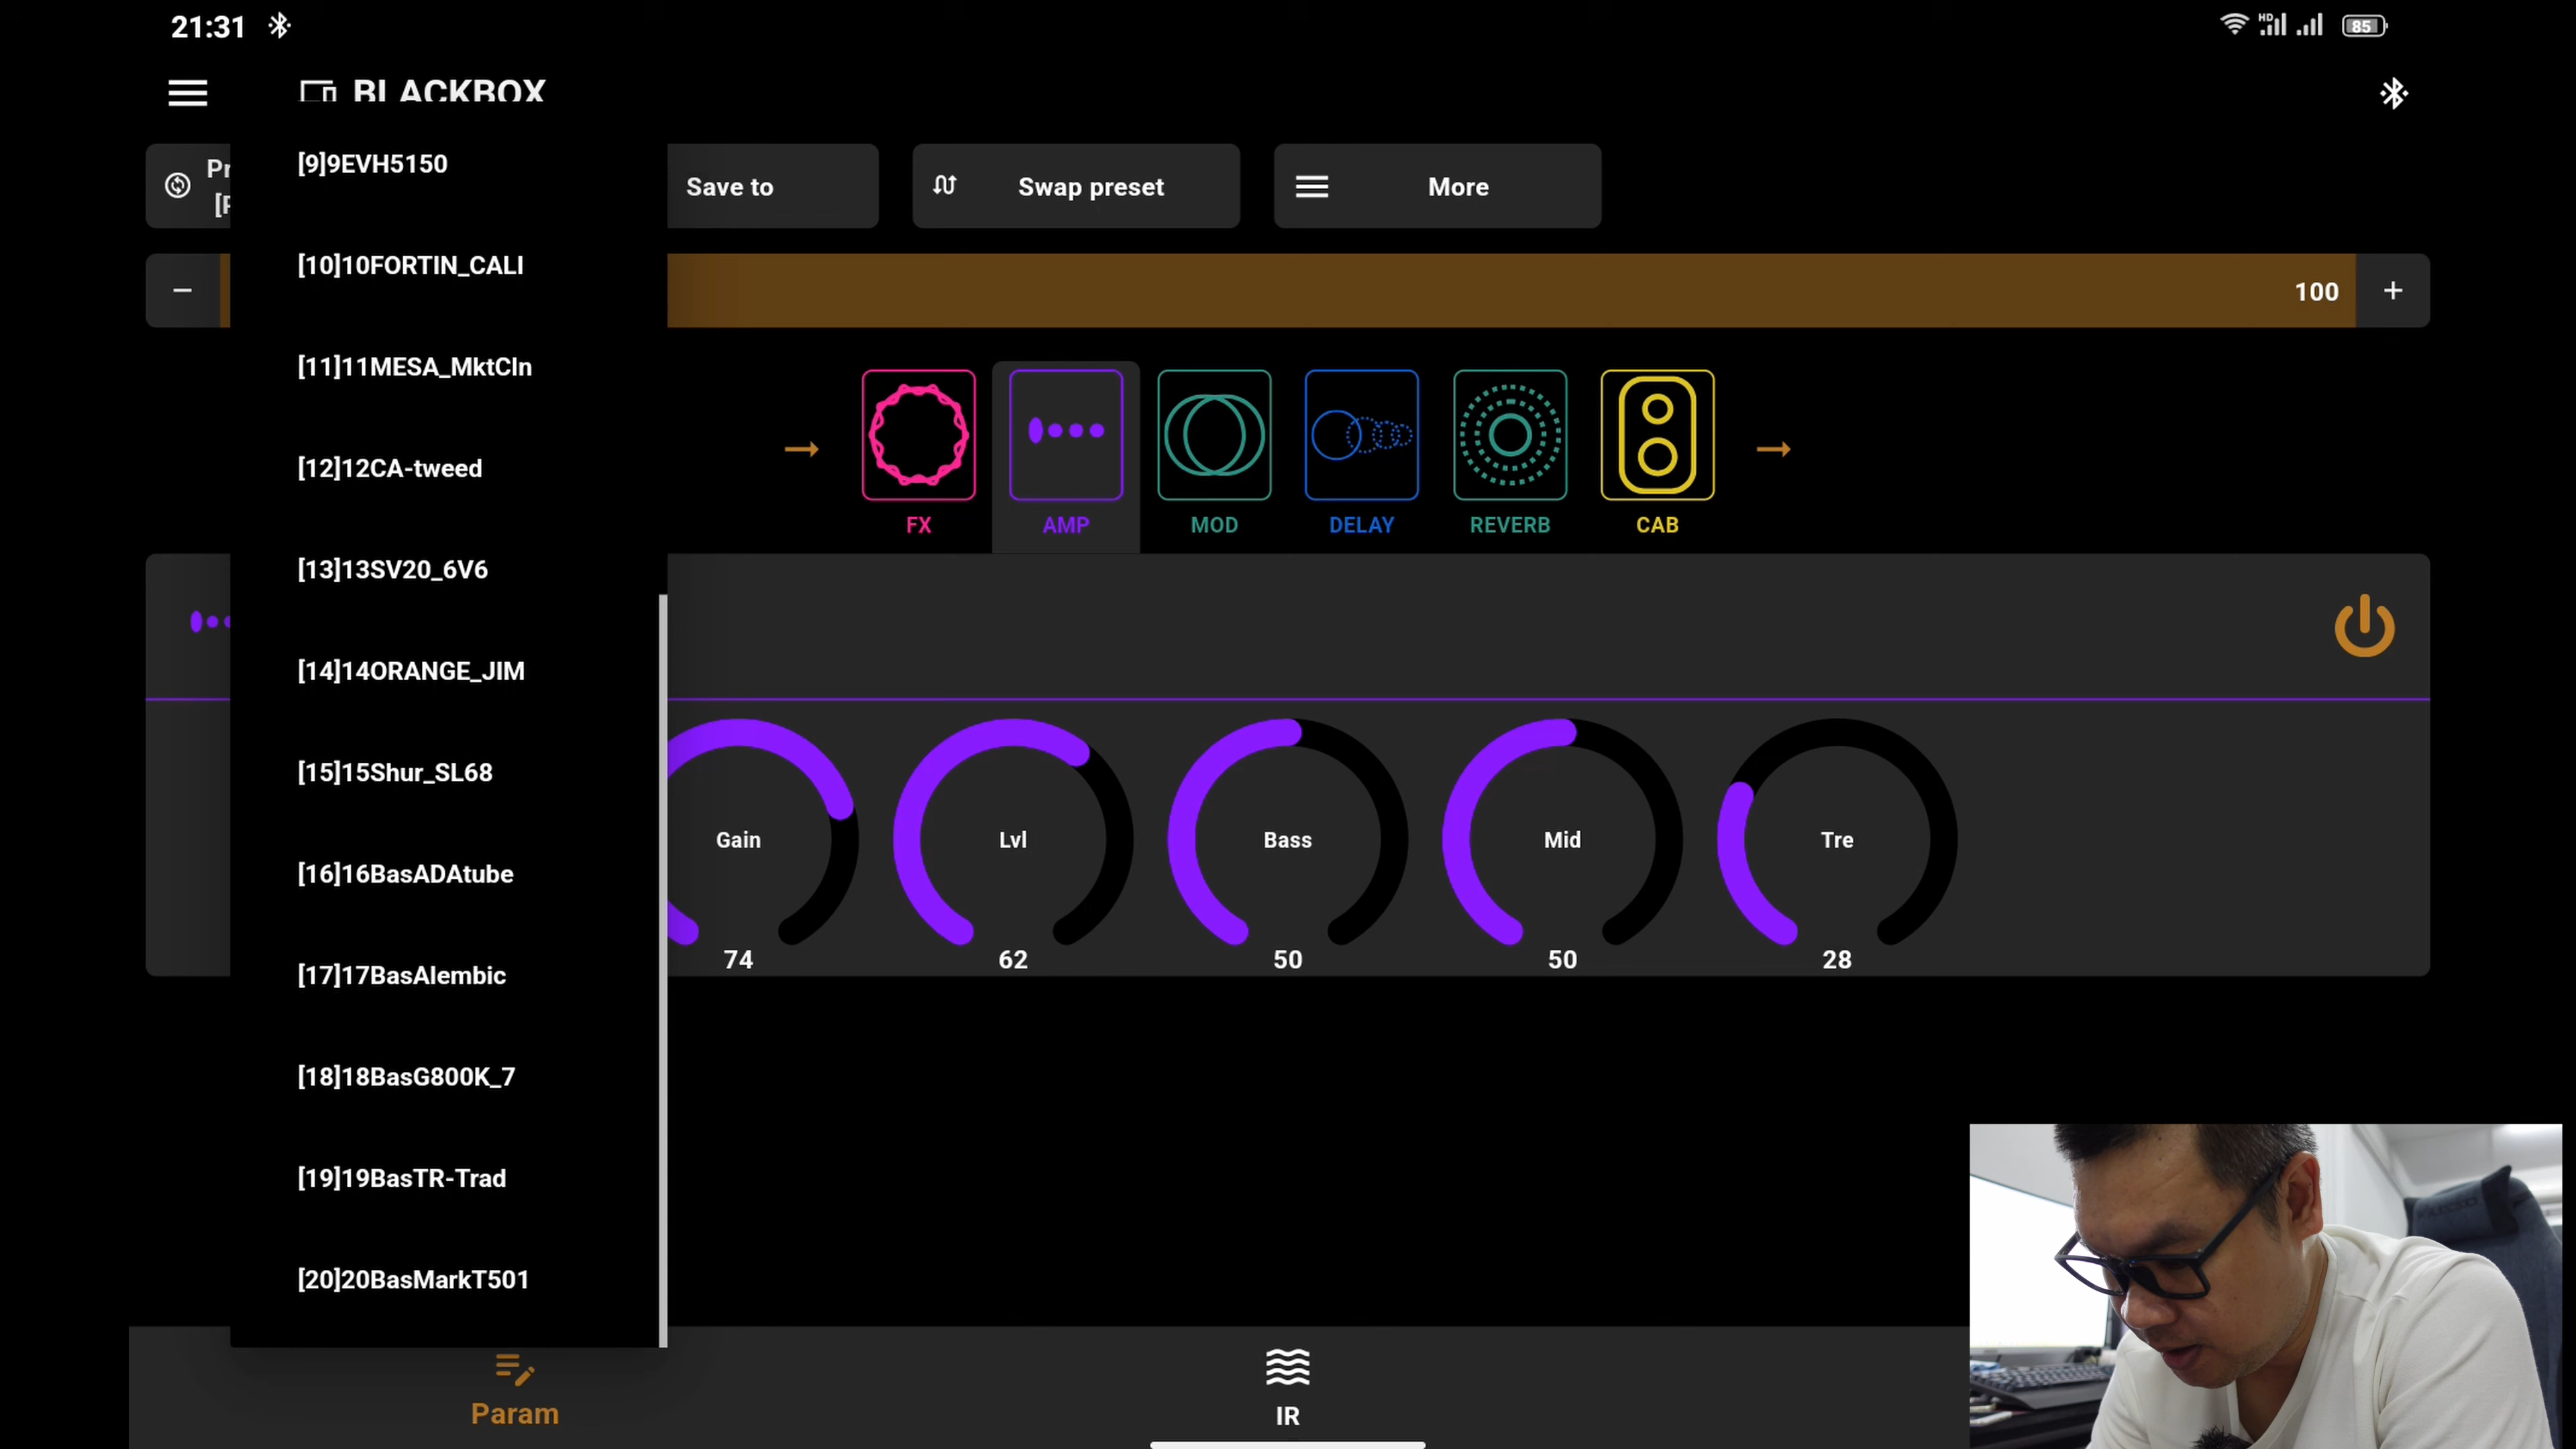 21:31
HD
85
BLACKBOX
Save to
Swap preset
More
[9]9EVH5150
[10]10FORTIN_CALI
[11]11MESA_MktCln
[12]12CA-tweed
[13]13SV20_6V6
[14]14ORANGE_JIM
[15]15Shur_SL68
[16]16BasADAtube
[17]17BasAlembic
[18]18BasG800K_7
[19]19BasTR-Trad
[20]20BasMarkT501
−
100
+
FX
AMP
MOD
DELAY
REVERB
CAB
Gain
Lvl
Bass
Mid
Tre
74
62
50
50
28
Param
IR